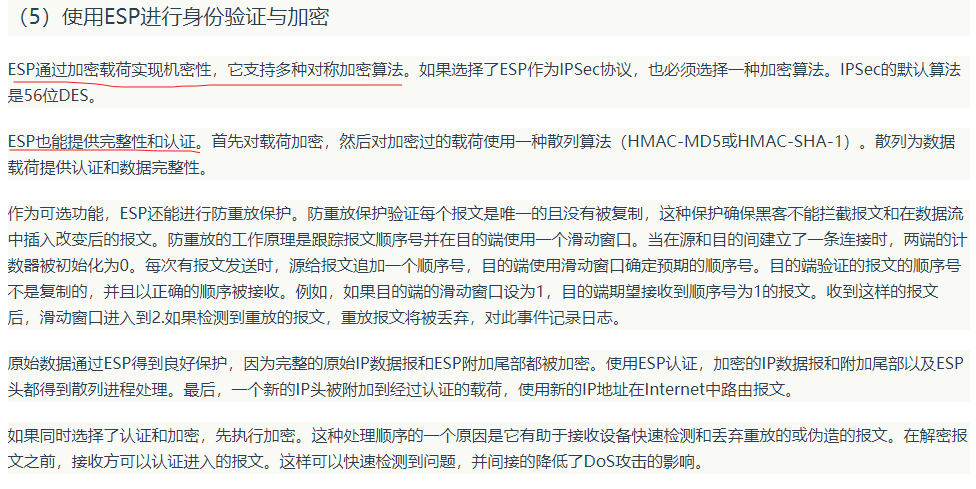 （5）使用ESP进行身份验证与加密
ESP通过加密载荷实现机密性，它支持多种对称加密算法。如果选择了ESP作为IPSec协议，也必须选择一种加密算法。IPSec的默认算法
是56位DES。
ESP也能提供完整性和认证。首先对载荷加密，然后对加密过的载荷使用一种散列算法（HMAC-MD5或HMAC-SHA-1）。散列为数据
载荷提供认证和数据完整性。
作为可选功能，ESP还能进行防重放保护。防重放保护验证每个报文是唯一的且没有被复制，这种保护确保黑客不能拦截报文和在数据流
中插入改变后的报文。防重放的工作原理是跟踪报文顺序号并在目的端使用一个滑动窗口。当在源和目的间建立了一条连接时，两端的计
数器被初始化为0。每次有报文发送时，源给报文追加一个顺序号，目的端使用滑动窗口确定预期的顺序号。目的端验证的报文的顺序号
不是复制的，并且以正确的顺序被接收。例如，如果目的端的滑动窗口设为1，目的端期望接收到顺序号为1的报文。收到这样的报文
后，滑动窗口进入到2.如果检测到重放的报文，重放报文将被丢弃，对此事件记录日志。
原始数据通过ESP得到良好保护，因为完整的原始IP数据报和ESP附加尾部都被加密。使用ESP认证，加密的IP数据报和附加尾部以及ESP
头都得到散列进程处理。最后，一个新的IP头被附加到经过认证的载荷，使用新的IP地址在Internet中路由报文。
如果同时选择了认证和加密，先执行加密。这种处理顺序的一个原因是它有助于接收设备快速检测和丢弃重放的或伪造的报文。在解密报
文之前，接收方可以认证进入的报文。这样可以快速检测到问题，并间接的降低了DoS攻击的影响。